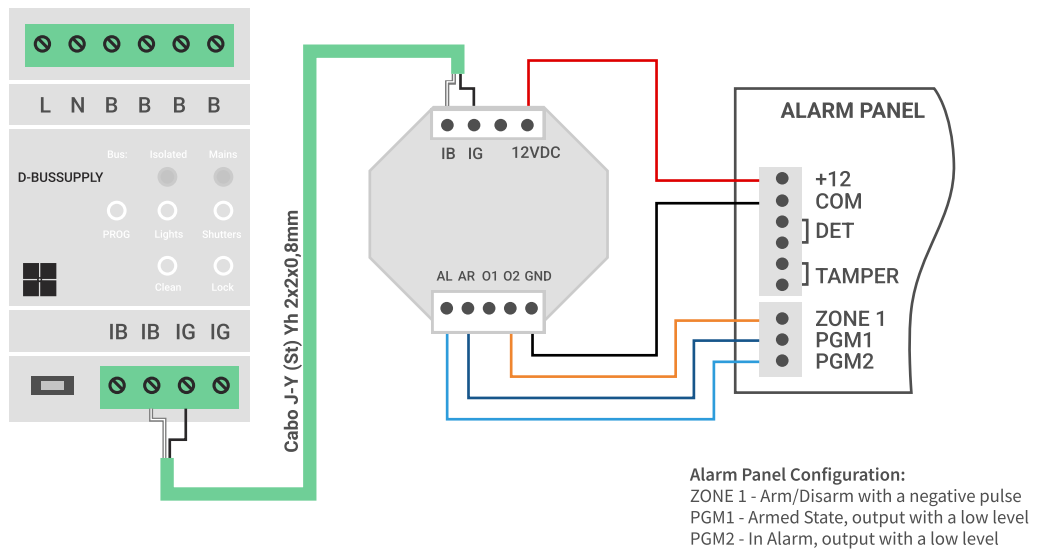 L N B B B B
Bus: Isolated Mains
D-BUSSUPPLY
PROG Lights Shutters
Clean Lock
IB IB IG IG
Cabo J-Y (St) Yh 2x2x0,8mm
IB IG 12VDC
AL AR O1 O2 GND
ALARM PANEL
+12
COM
DET
TAMPER
ZONE 1
PGM1
PGM2
Alarm Panel Configuration:
ZONE 1 - Arm/Disarm with a negative pulse
PGM1 - Armed State, output with a low level
PGM2 - In Alarm, output with a low level